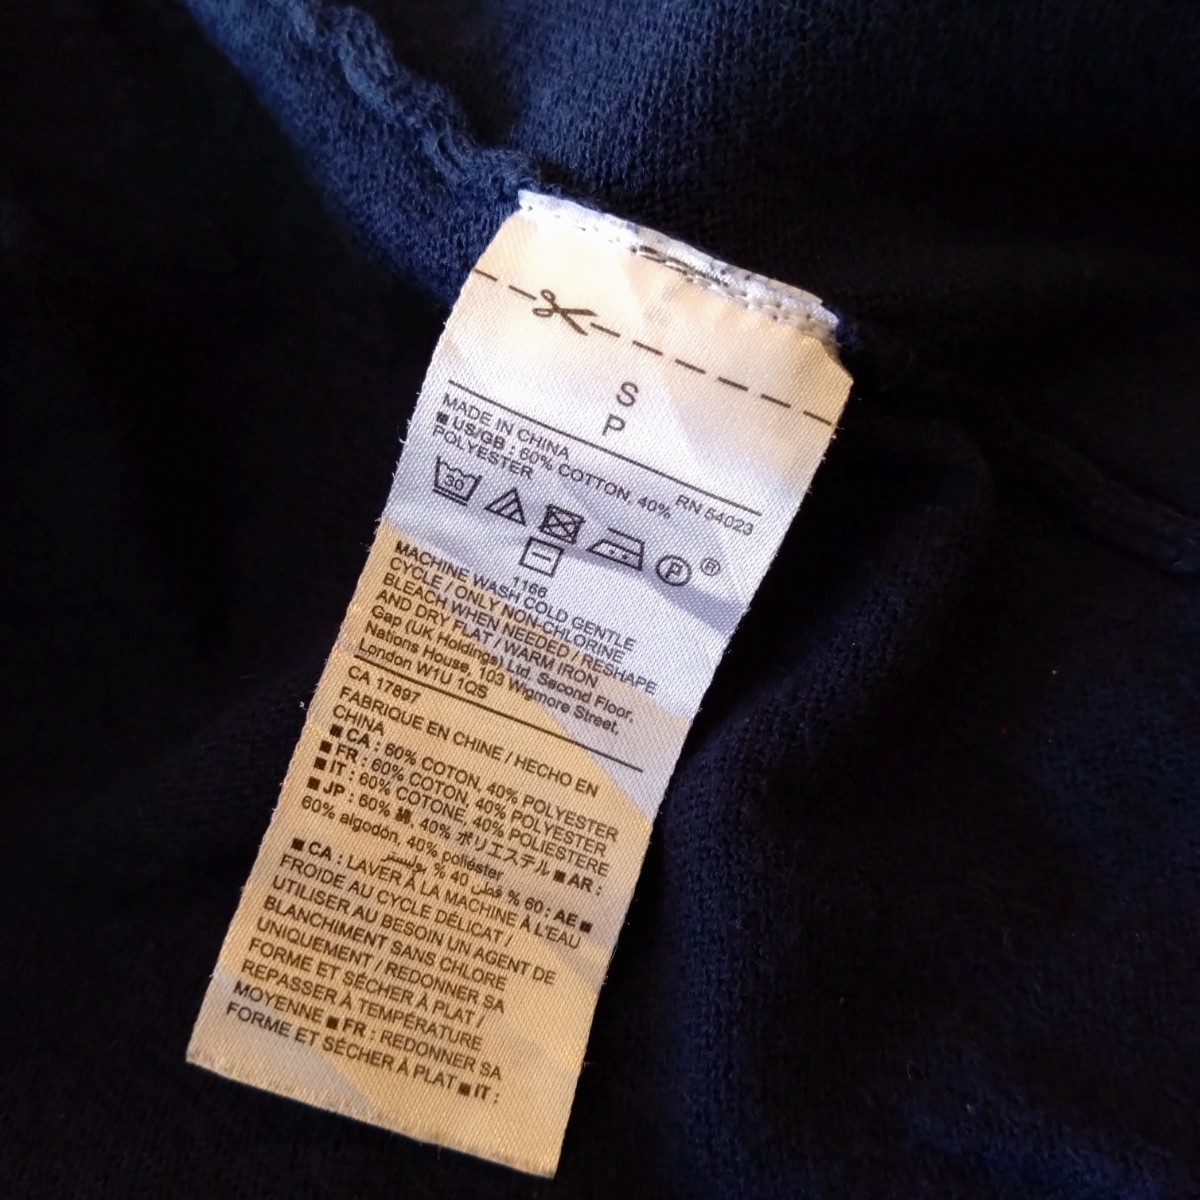 S
P
MADE IN CHINA RN 54023
■ US/GB : 60% COTTON, 40%
POLYESTER
30
P ®
1166
MACHINE WASH COLD GENTLE
CYCLE / ONLY NON-CHLORINE
BLEACH WHEN NEEDED / RESHAPE
AND DRY FLAT / WARM IRON
Gap (UK Holdings) Ltd, Second Floor,
Nations House, 103 Wigmore Street,
London W1U 1QS
CA 17897
FABRIQUE EN CHINE / HECHO EN
CHINA
■ CA : 60% COTON, 40% POLYESTER
■ FR : 60% COTON, 40% POLYESTER
■ IT : 60% COTONE, 40% POLIESTERE
■ JP : 60% 綿, 40% ポリエステル ■ AR :
60% algodón, 40% poliéster
■ AE : 60 % قطن 40 % بوليستر
■ CA : LAVER À LA MACHINE À L'EAU
FROIDE AU CYCLE DÉLICAT /
UTILISER AU BESOIN UN AGENT DE
BLANCHIMENT SANS CHLORE
UNIQUEMENT / REDONNER SA
FORME ET SÉCHER À PLAT /
REPASSER À TEMPÉRATURE
MOYENNE ■ FR : REDONNER SA
FORME ET SÉCHER À PLAT ■ IT :